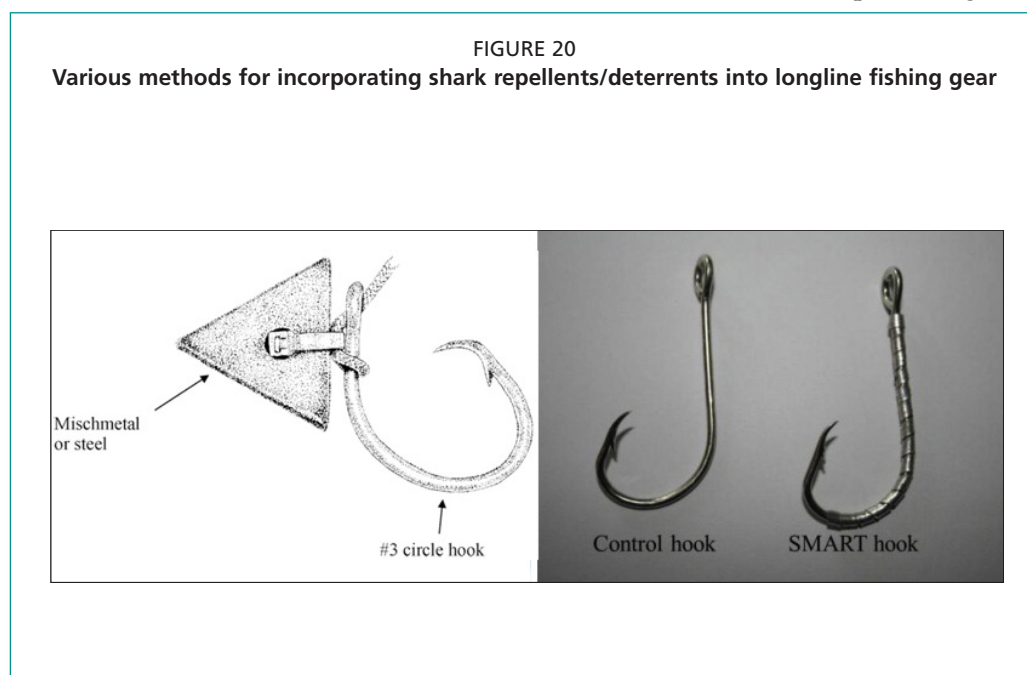 FIGURE 20
Various methods for incorporating shark repellents/deterrents into longline fishing gear
Mischmetal
or steel
#3 circle hook
Control hook
SMART hook